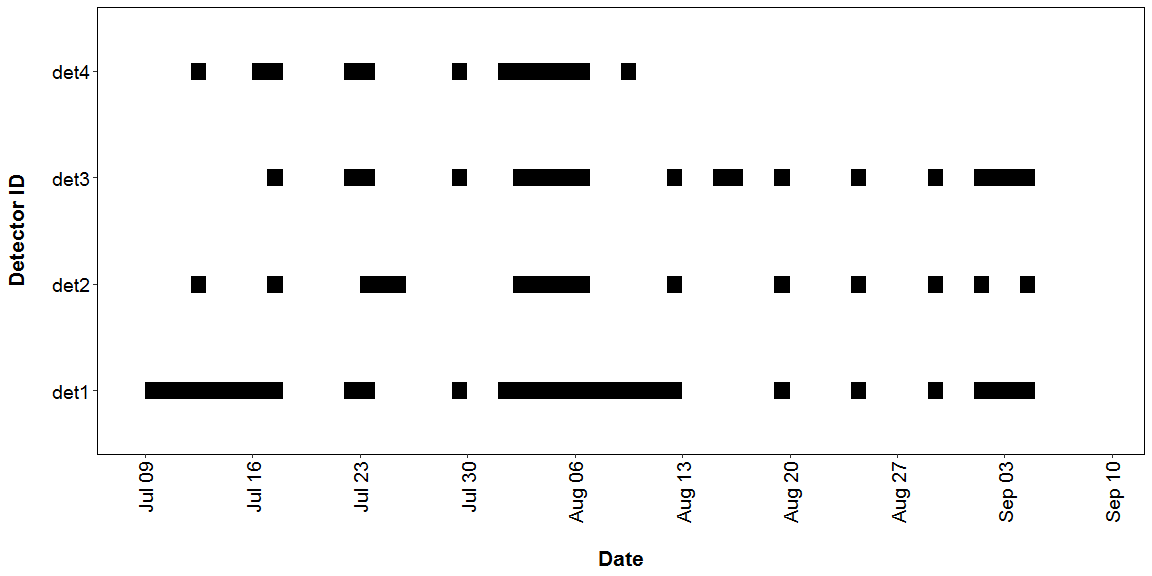 det4
det3
det2
det1
Detector ID
Jul 09
Jul 16
Jul 23
Jul 30
Aug 06
Aug 13
Aug 20
Aug 27
Sep 03
Sep 10
Date